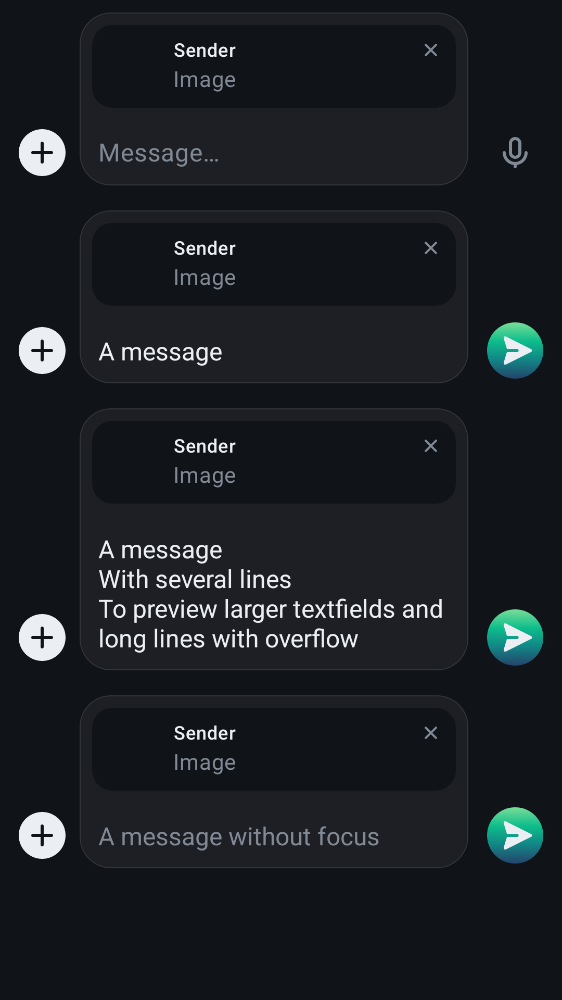 Sender
Image
Message…
Sender
Image
A message
Sender
Image
A message
With several lines
To preview larger textfields and
long lines with overflow
Sender
Image
A message without focus